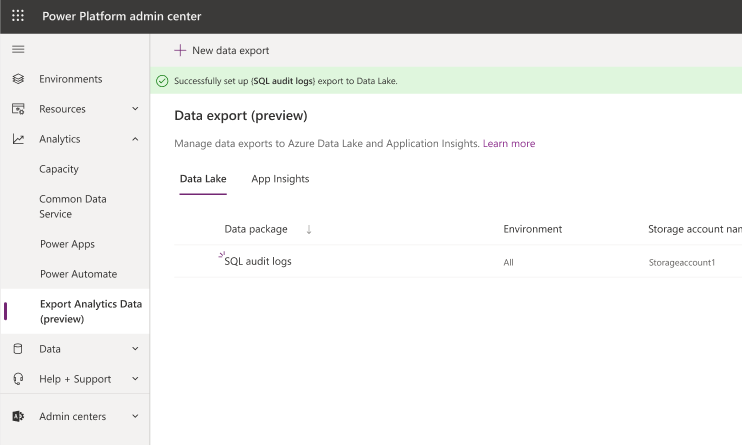 Power Platform admin center
New data export
Environments
Successfully set up {SQL audit logs} export to Data Lake.
Resources
Data export (preview)
Analytics
Manage data exports to Azure Data Lake and Application Insights. Learn more
Capacity
Data Lake
App Insights
Common Data
Service
Data package ↓
Environment
Storage account nam
Power Apps
SQL audit logs
All
Storageaccount1
Power Automate
Export Analytics Data
(preview)
Data
Help + Support
Admin centers